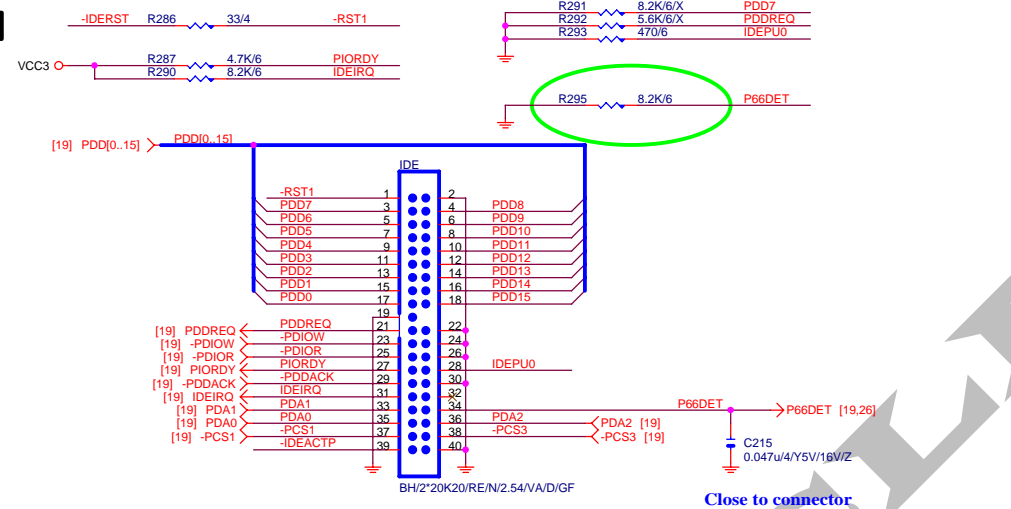 -IDERST R286 33/4 -RST1
R291 8.2K/6/X PDD7
R292 5.6K/6/X PDDREQ
R293 470/6 IDEPU0
VCC3 R287 4.7K/6 PIORDY
R290 8.2K/6 IDEIRQ
R295 8.2K/6 P66DET
[19] PDD[0..15] PDD[0..15]
IDE
-RST1 1 2
PDD7 3 4 PDD8
PDD6 5 6 PDD9
PDD5 7 8 PDD10
PDD4 9 10 PDD11
PDD3 11 12 PDD12
PDD2 13 14 PDD13
PDD1 15 16 PDD14
PDD0 17 18 PDD15
19
[19] PDDREQ PDDREQ 21 22
[19] -PDIOW -PDIOW 23 24
[19] -PDIOR -PDIOR 25 26
[19] PIORDY PIORDY 27 28 IDEPU0
[19] -PDDACK -PDDACK 29 30
[19] IDEIRQ IDEIRQ 31 32
[19] PDA1 PDA1 33 34 P66DET P66DET [19,26]
[19] PDA0 PDA0 35 36 PDA2 PDA2 [19]
[19] -PCS1 -PCS1 37 38 -PCS3 -PCS3 [19]
-IDEACTP 39 40
C215
0.047u/4/Y5V/16V/Z
BH/2*20K20/RE/N/2.54/VA/D/GF
Close to connector